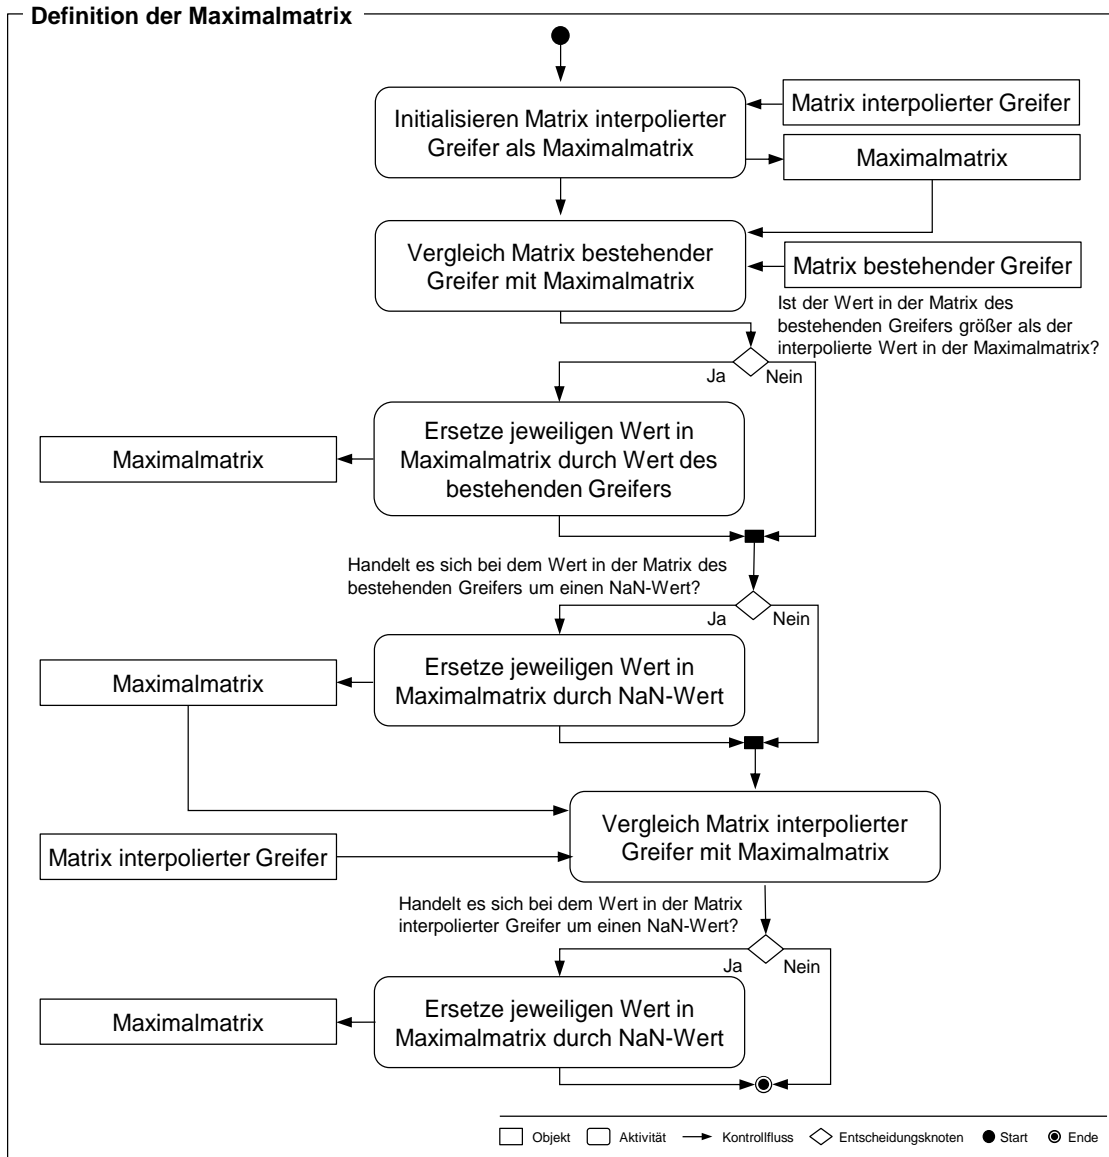 Definition der Maximalmatrix
Initialisieren Matrix interpolierter
Greifer als Maximalmatrix
Matrix interpolierter Greifer
Maximalmatrix
Vergleich Matrix bestehender
Greifer mit Maximalmatrix
Matrix bestehender Greifer
Ist der Wert in der Matrix des
bestehenden Greifers größer als der
interpolierte Wert in der Maximalmatrix?
Ja
Nein
Ersetze jeweiligen Wert in
Maximalmatrix durch Wert des
bestehenden Greifers
Maximalmatrix
Handelt es sich bei dem Wert in der Matrix des
bestehenden Greifers um einen NaN-Wert?
Ja
Nein
Ersetze jeweiligen Wert in
Maximalmatrix durch NaN-Wert
Maximalmatrix
Vergleich Matrix interpolierter
Greifer mit Maximalmatrix
Matrix interpolierter Greifer
Handelt es sich bei dem Wert in der Matrix
interpolierter Greifer um einen NaN-Wert?
Ja
Nein
Ersetze jeweiligen Wert in
Maximalmatrix durch NaN-Wert
Maximalmatrix
Objekt
Aktivität
Kontrollfluss
Entscheidungsknoten
Start
Ende